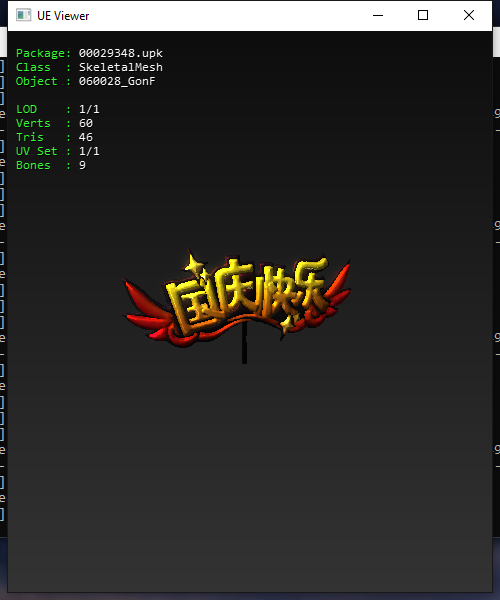 UE Viewer
Package: 00029348.upk
Class : SkeletalMesh
Object : 060028_GonF
LOD : 1/1
Verts : 60
Tris : 46
UV Set : 1/1
Bones : 9
国庆快乐